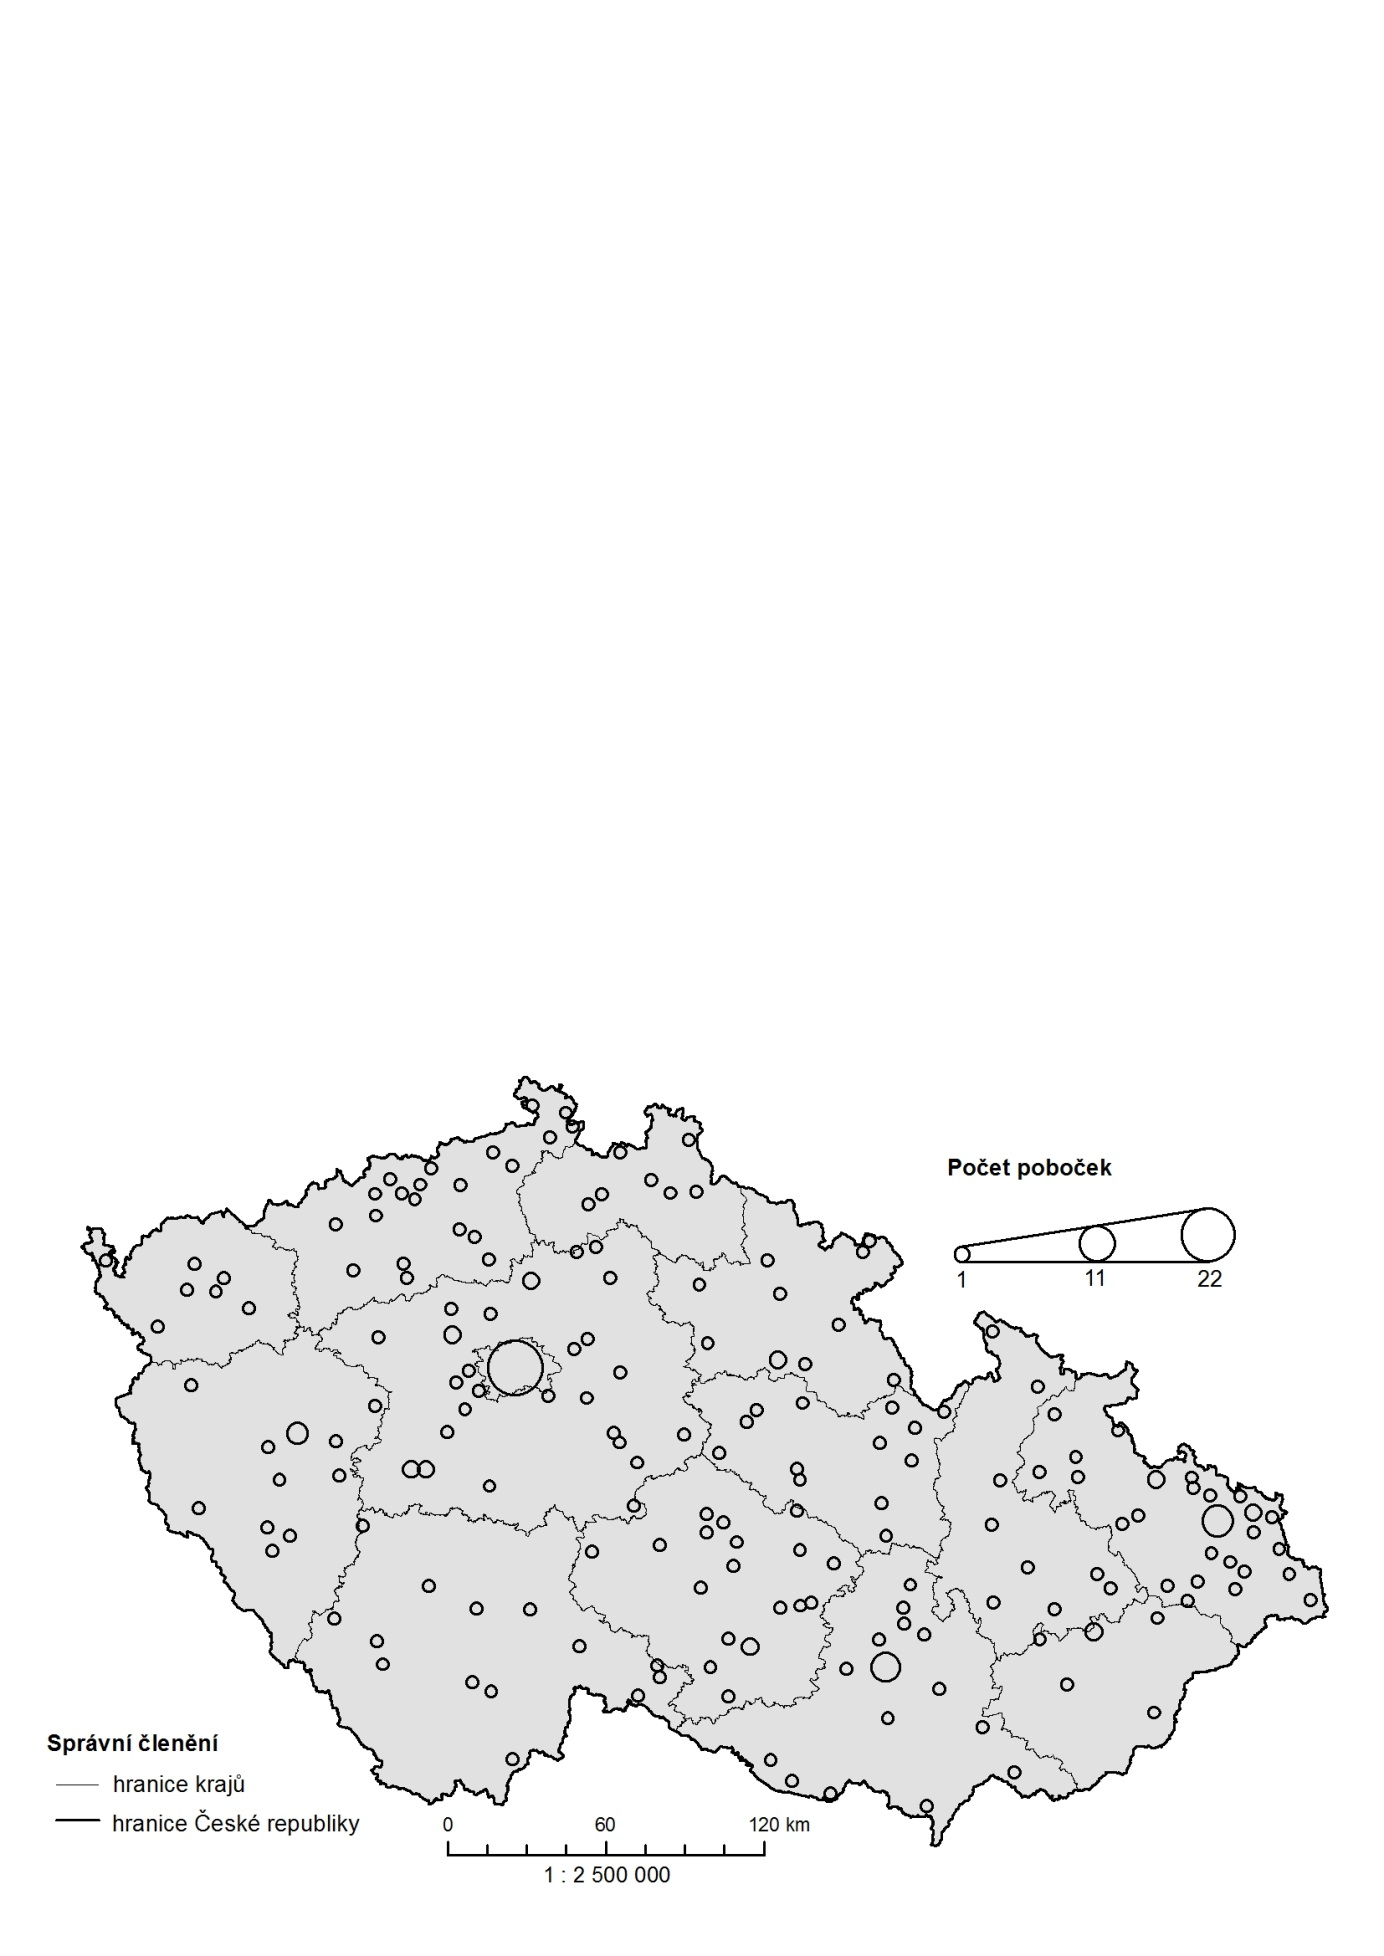 Počet poboček
1 11 22
Správní členění
hranice krajů
hranice České republiky
0 60 120 km
1 : 2 500 000